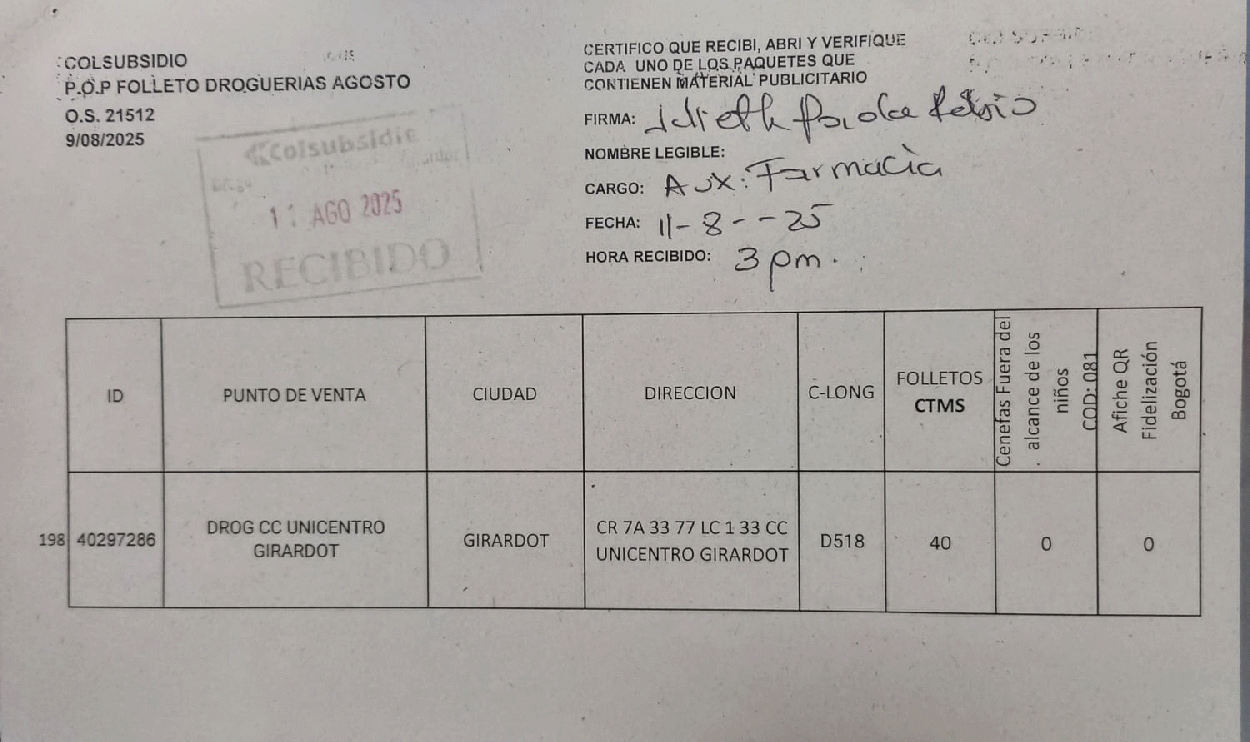 COLSUBSIDIO
P.O.P FOLLETO DROGUERIAS AGOSTO
O.S. 21512
9/08/2025
Colsubsidio
11 AGO 2025
RECIBIDO
CERTIFICO QUE RECIBI, ABRI Y VERIFIQUE
CADA UNO DE LOS PAQUETES QUE
CONTIENEN MATERIAL PUBLICITARIO
FIRMA: Julieth Paola
NOMBRE LEGIBLE:
CARGO: Aux: Farmacia
FECHA: 11-8--25
HORA RECIBIDO: 3 pm.
ID
PUNTO DE VENTA
CIUDAD
DIRECCION
C-LONG
FOLLETOS
CTMS
Cenefas Fuera del
alcance de los
niños
COD: 081
Afiche QR
Fidelización
Bogotá
198 40297286
DROG CC UNICENTRO
GIRARDOT
GIRARDOT
CR 7A 33 77 LC 1 33 CC
UNICENTRO GIRARDOT
D518
40
0
0